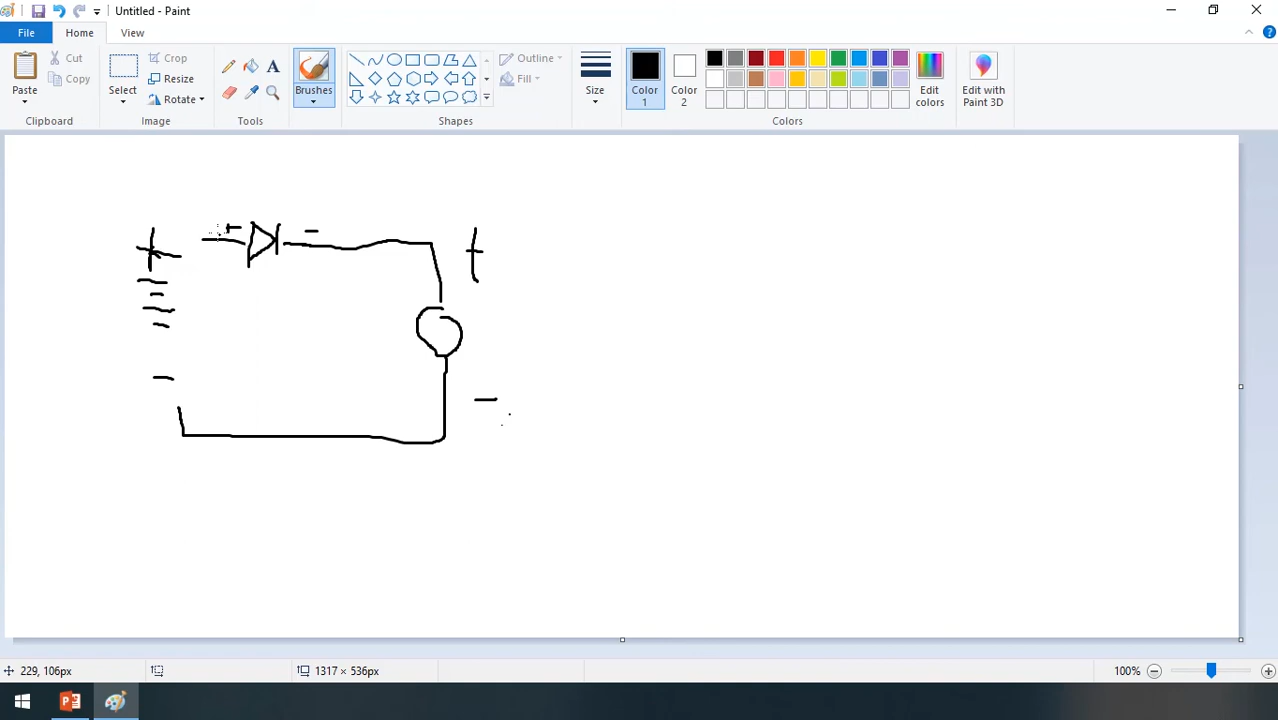 Untitled - Paint
File Home View
Paste
Cut
Copy
Clipboard
Select
Crop
Resize
Rotate
Image
Tools
Brushes
Outline
Fill
Shapes
Size
Color 1
Color 2
Edit colors
Colors
Edit with Paint 3D
+ + - +
-
-
229, 106px 1317 × 536px 100%